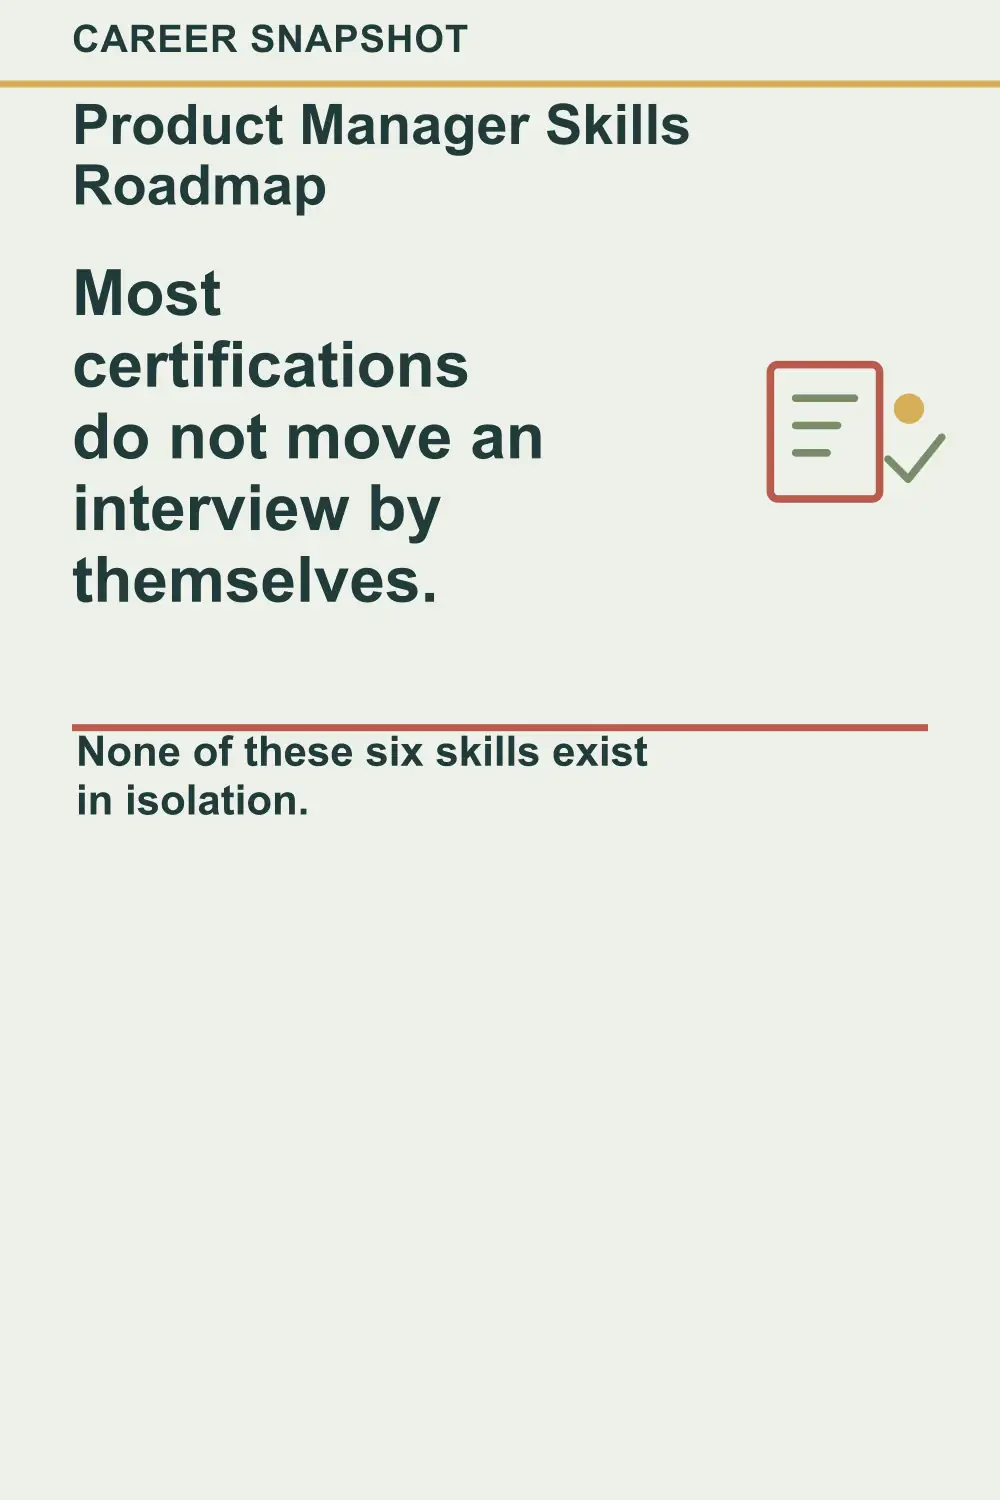 CAREER SNAPSHOT
Product Manager Skills
Roadmap
Most
certifications
do not move an
interview by
themselves.
None of these six skills exist
in isolation.